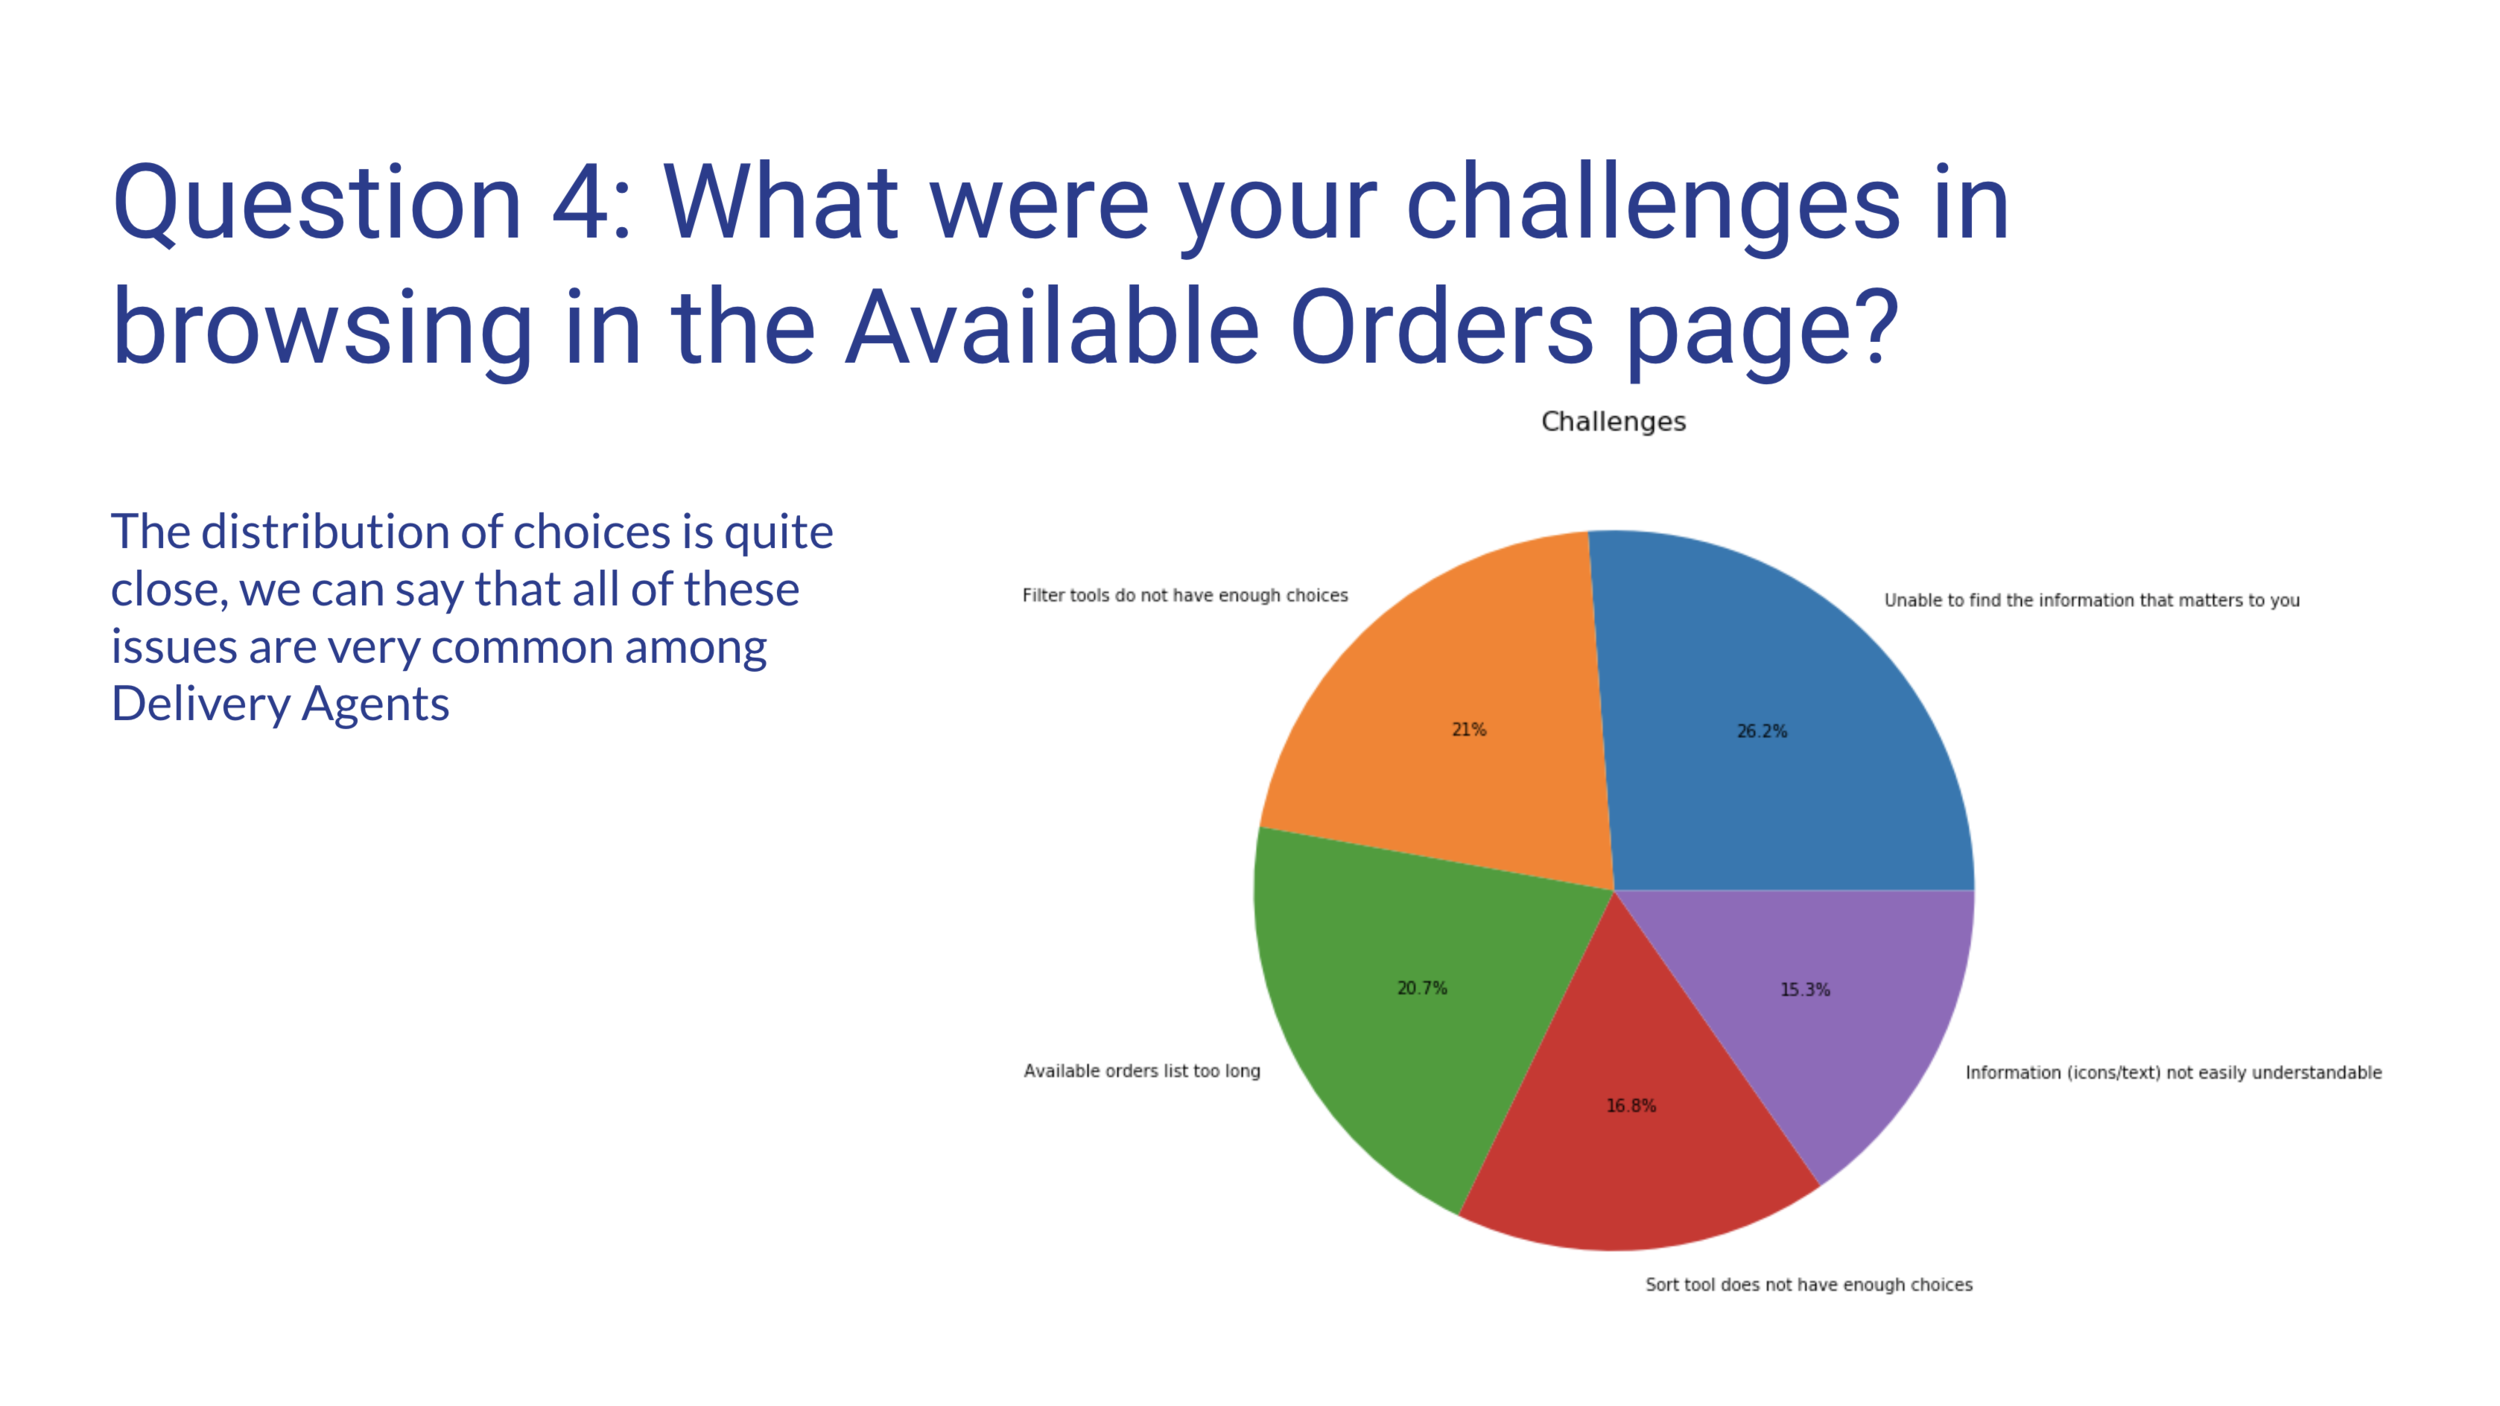 Question 4: What were your challenges in
browsing in the Available Orders page?
The distribution of choices is quite
close, we can say that all of these
issues are very common among
Delivery Agents
Challenges
Filter tools do not have enough choices
Unable to find the information that matters to you
21%
26.2%
20.7%
15.3%
Available orders list too long
Information (icons/text) not easily understandable
16.8%
Sort tool does not have enough choices